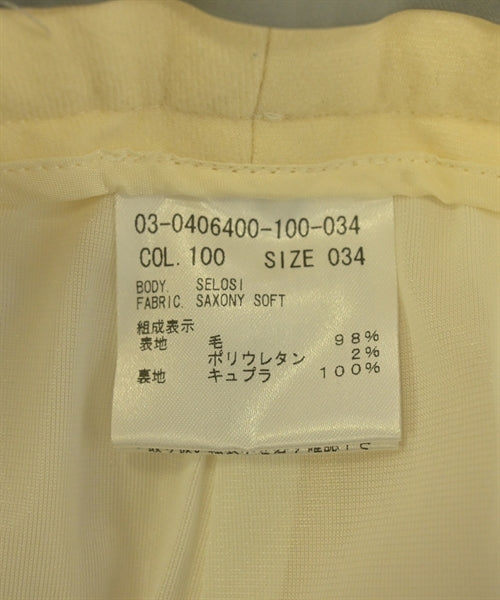 03-0406400-100-034
COL. 100 SIZE 034
BODY. SELOSI
FABRIC. SAXONY SOFT
組成表示
表地 毛 98%
ポリウレタン 2%
裏地 キュプラ 100%